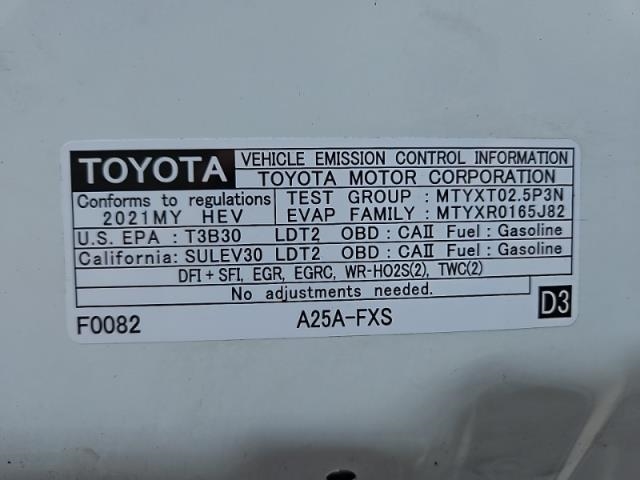 TOYOTA
VEHICLE EMISSION CONTROL INFORMATION
TOYOTA MOTOR CORPORATION
Conforms to regulations
2021MY HEV
TEST GROUP : MTYXT02.5P3N
EVAP FAMILY : MTYXR0165J82
U.S. EPA : T3B30 LDT2 OBD : CAII Fuel : Gasoline
California: SULEV30 LDT2 OBD : CAII Fuel : Gasoline
DFI + SFI, EGR, EGRC, WR-HO2S(2), TWC(2)
No adjustments needed.
F0082 A25A-FXS D3